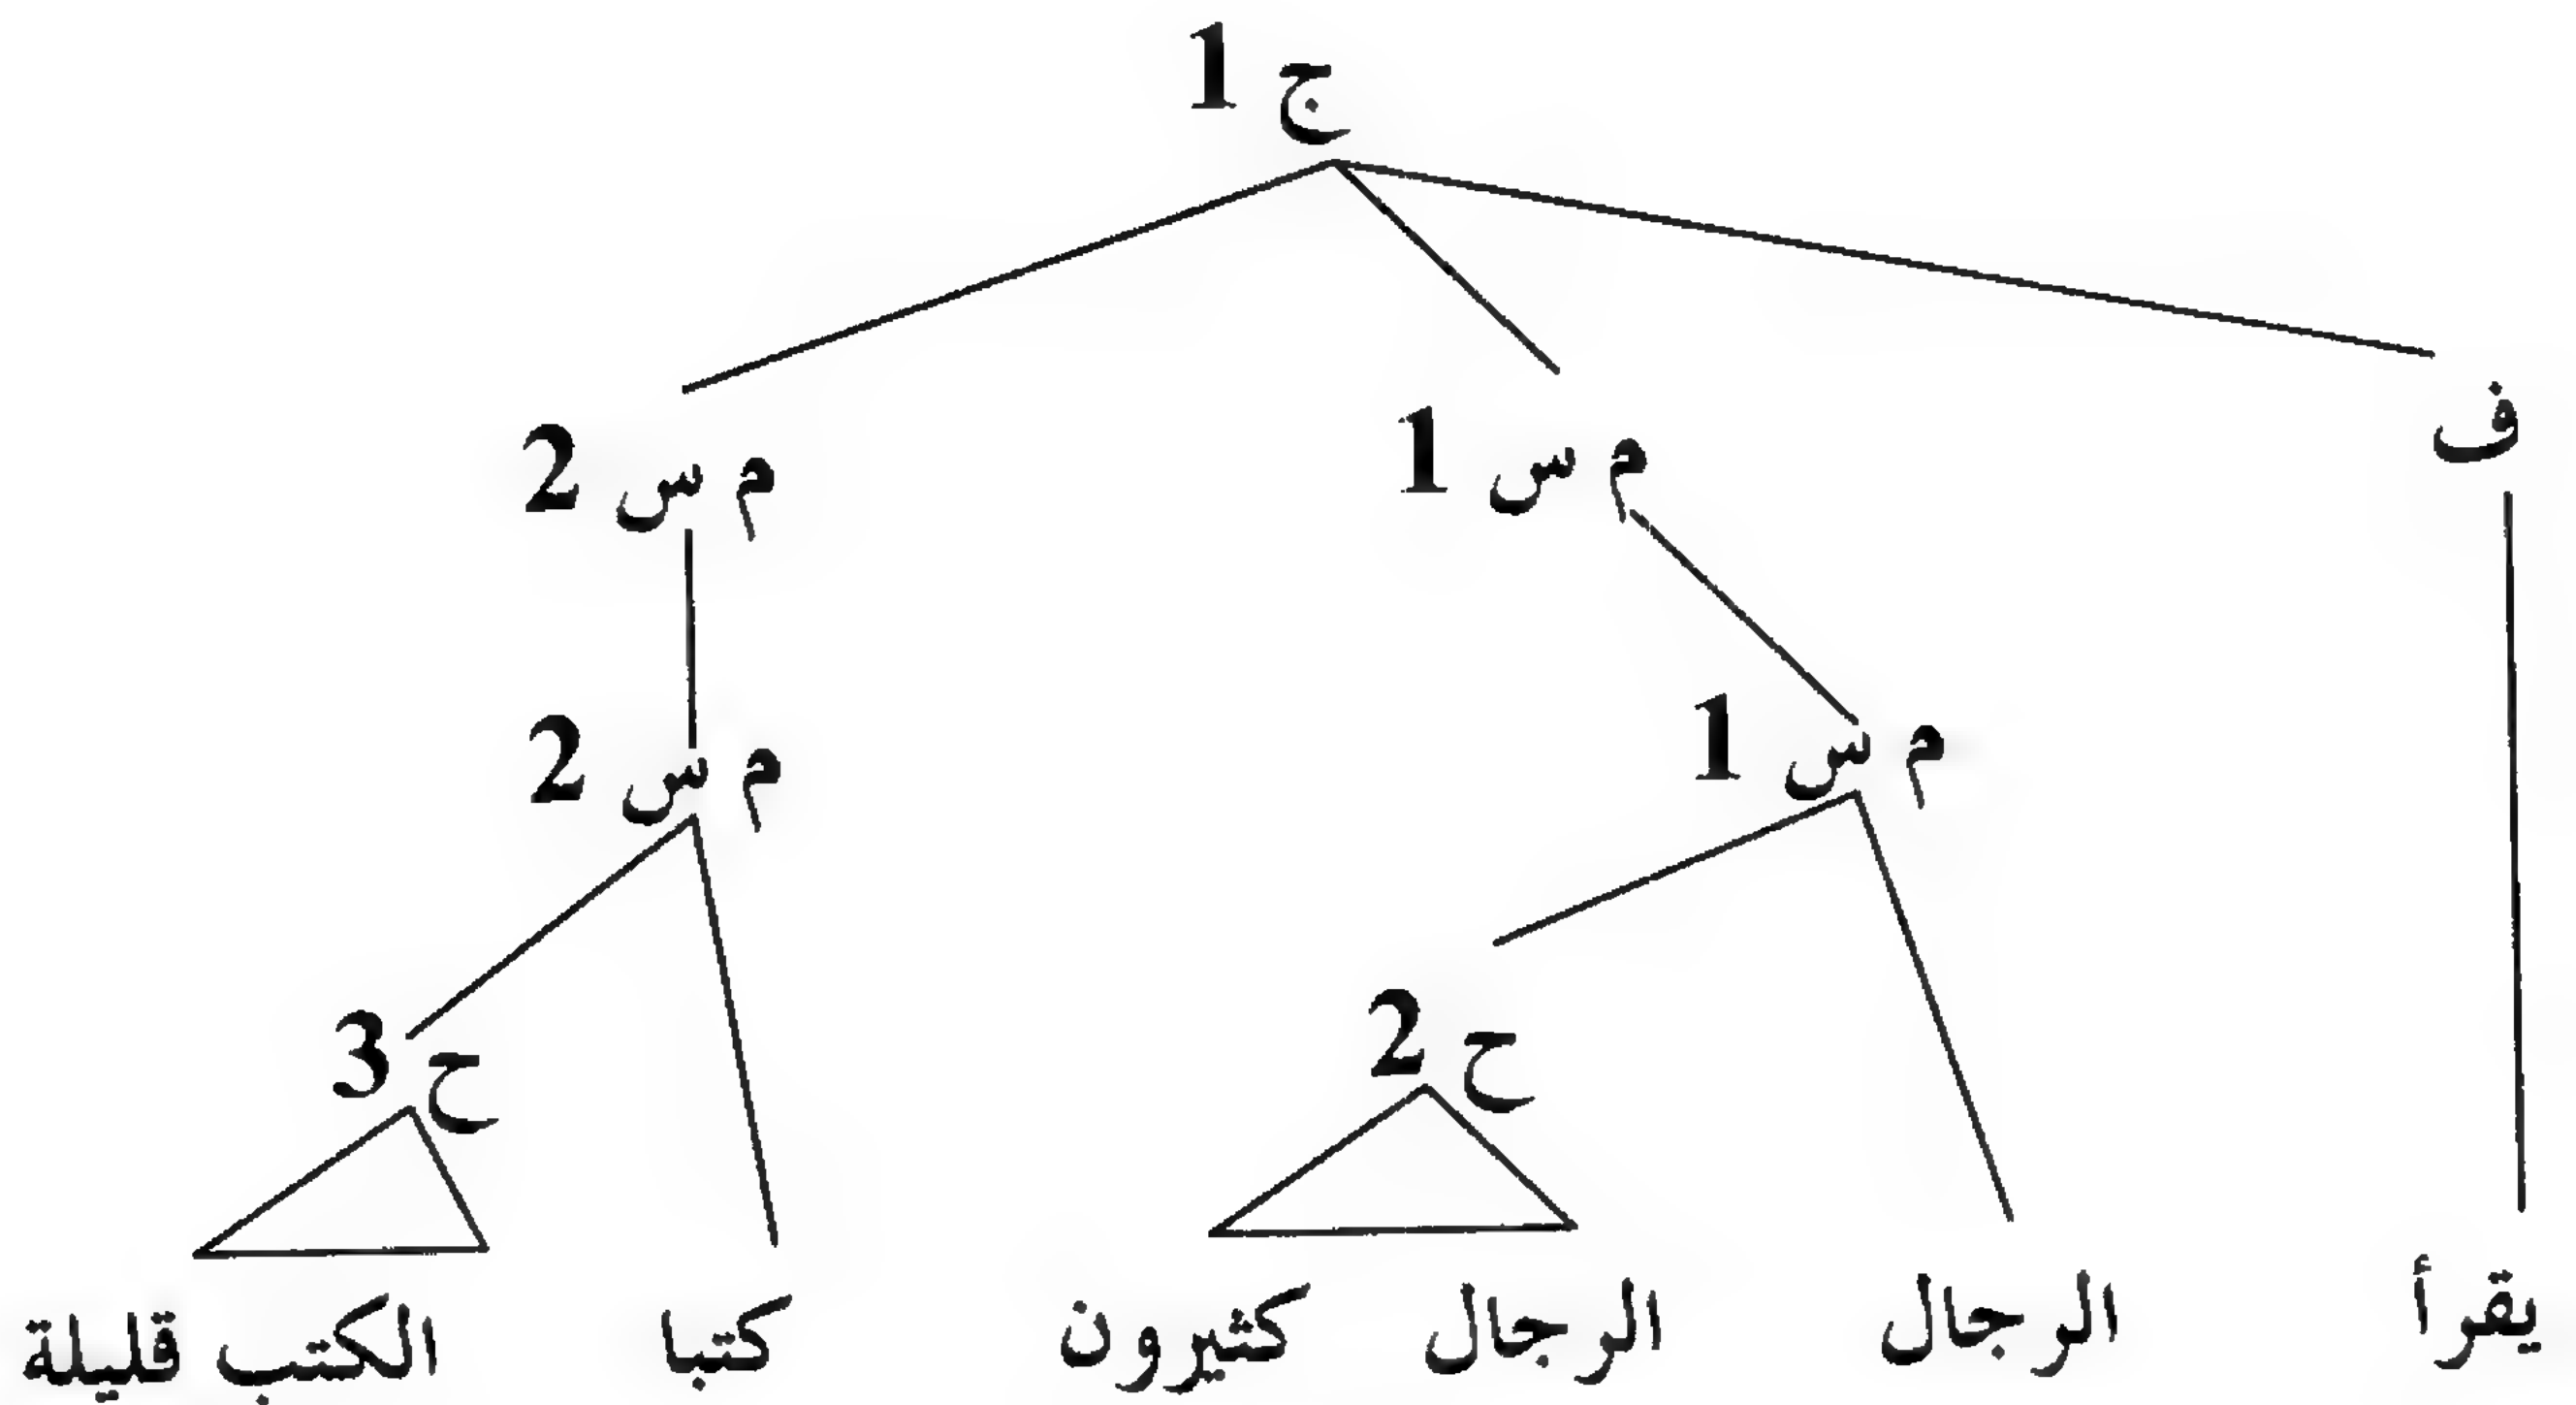 ج 1
ف م س 1 م س 2
م س 1 م س 2
ح 2 ح 3
يقرأ الرجال الرجال كثيرون كتبا الكتب قليلة